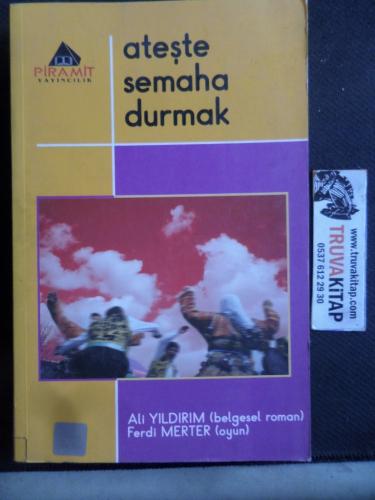 PİRAMİT
YAYINCILIK
ateşte
semaha
durmak
Ali YILDIRIM (belgesel roman)
Ferdi MERTER (oyun)
www.truvakitap.com
TRUVAKİTAP
0537 612 29 30